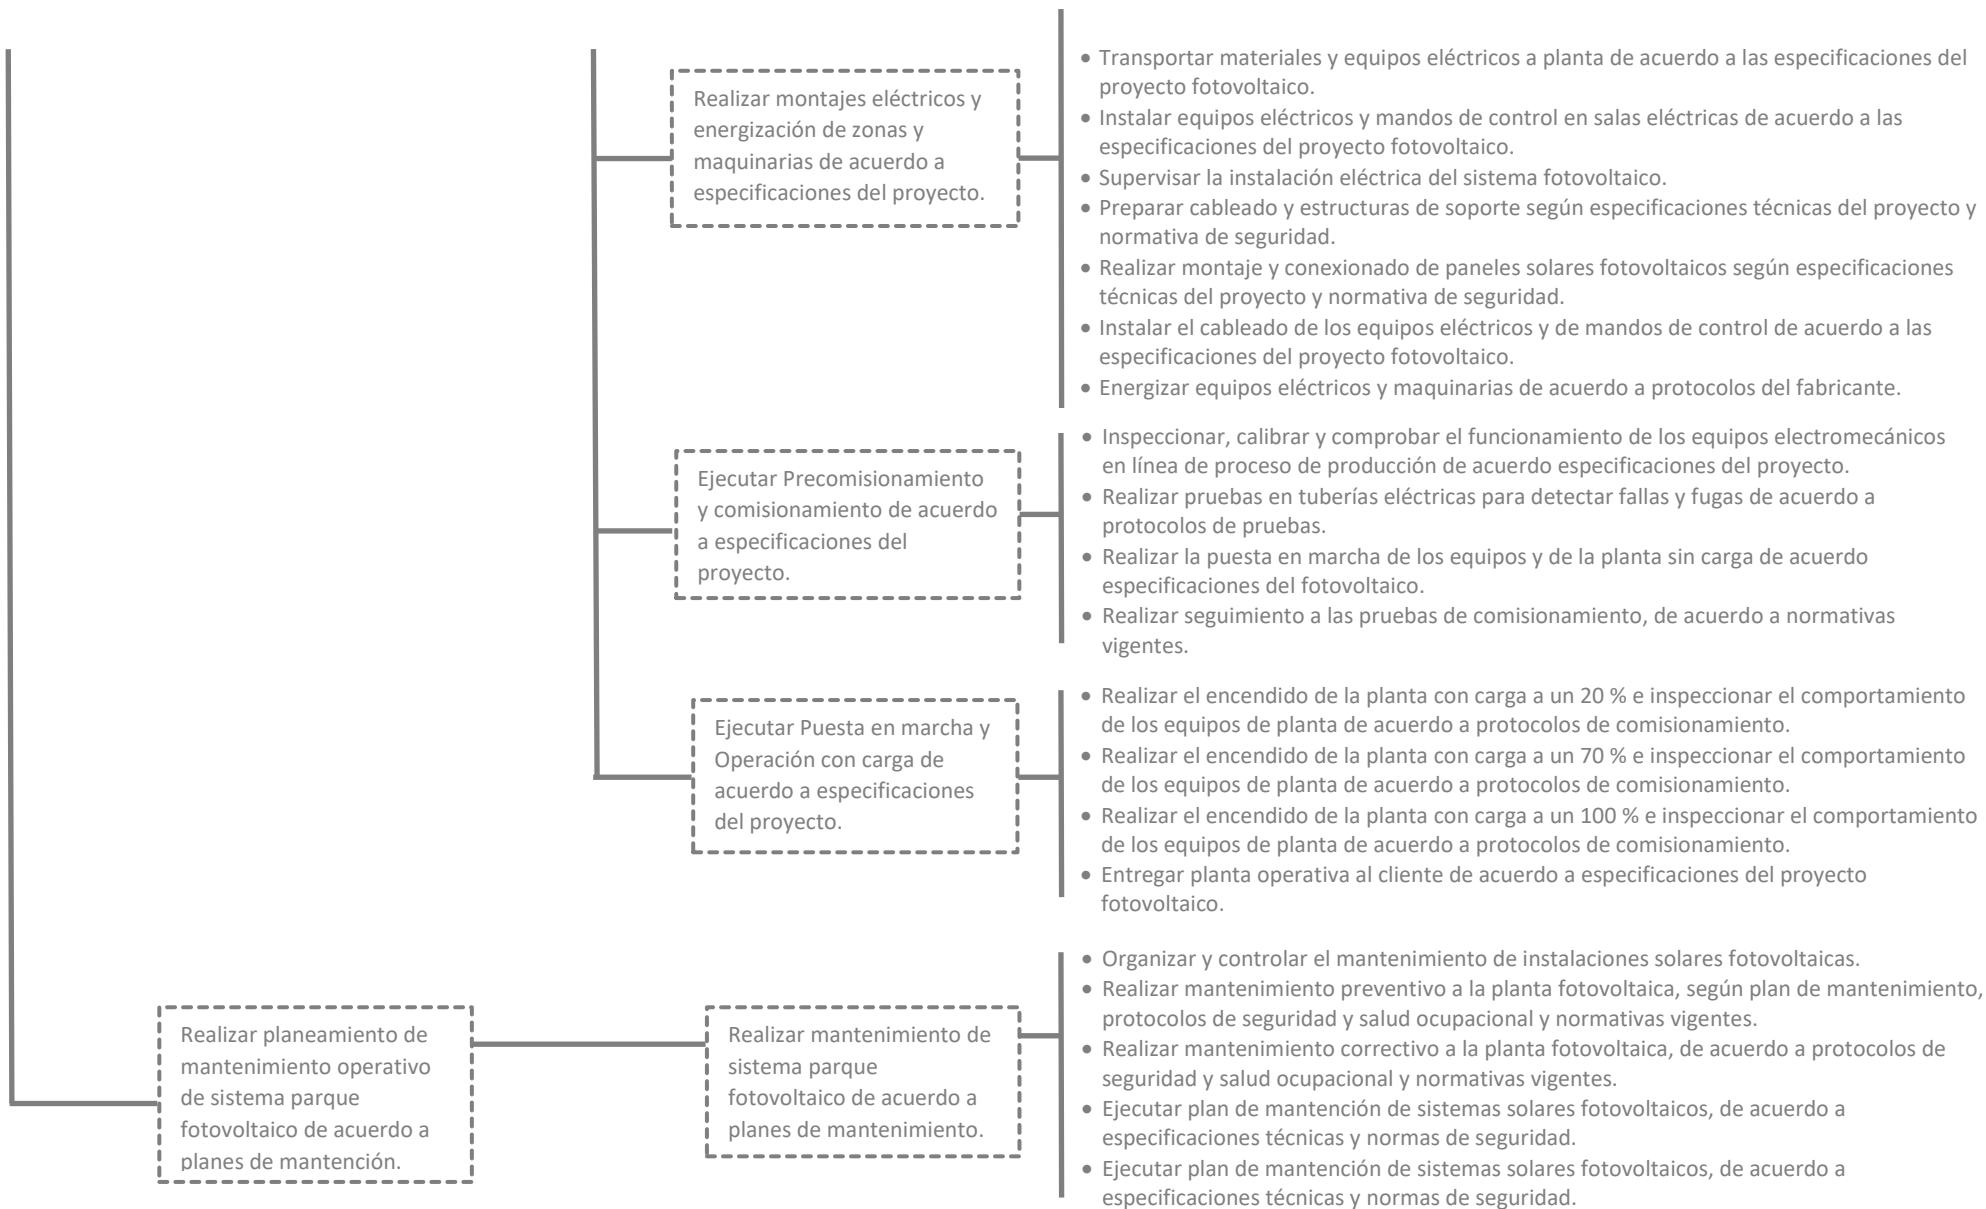 Realizar montajes eléctricos y
energización de zonas y
maquinarias de acuerdo a
especificaciones del proyecto.
• Transportar materiales y equipos eléctricos a planta de acuerdo a las especificaciones del
proyecto fotovoltaico.
• Instalar equipos eléctricos y mandos de control en salas eléctricas de acuerdo a las
especificaciones del proyecto fotovoltaico.
• Supervisar la instalación eléctrica del sistema fotovoltaico.
• Preparar cableado y estructuras de soporte según especificaciones técnicas del proyecto y
normativa de seguridad.
• Realizar montaje y conexionado de paneles solares fotovoltaicos según especificaciones
técnicas del proyecto y normativa de seguridad.
• Instalar el cableado de los equipos eléctricos y de mandos de control de acuerdo a las
especificaciones del proyecto fotovoltaico.
• Energizar equipos eléctricos y maquinarias de acuerdo a protocolos del fabricante.
Ejecutar Precomisionamiento
y comisionamiento de acuerdo
a especificaciones del
proyecto.
• Inspeccionar, calibrar y comprobar el funcionamiento de los equipos electromecánicos
en línea de proceso de producción de acuerdo especificaciones del proyecto.
• Realizar pruebas en tuberías eléctricas para detectar fallas y fugas de acuerdo a
protocolos de pruebas.
• Realizar la puesta en marcha de los equipos y de la planta sin carga de acuerdo
especificaciones del fotovoltaico.
• Realizar seguimiento a las pruebas de comisionamiento, de acuerdo a normativas
vigentes.
Ejecutar Puesta en marcha y
Operación con carga de
acuerdo a especificaciones
del proyecto.
• Realizar el encendido de la planta con carga a un 20 % e inspeccionar el comportamiento
de los equipos de planta de acuerdo a protocolos de comisionamiento.
• Realizar el encendido de la planta con carga a un 70 % e inspeccionar el comportamiento
de los equipos de planta de acuerdo a protocolos de comisionamiento.
• Realizar el encendido de la planta con carga a un 100 % e inspeccionar el comportamiento
de los equipos de planta de acuerdo a protocolos de comisionamiento.
• Entregar planta operativa al cliente de acuerdo a especificaciones del proyecto
fotovoltaico.
Realizar planeamiento de
mantenimiento operativo
de sistema parque
fotovoltaico de acuerdo a
planes de mantención.
Realizar mantenimiento de
sistema parque
fotovoltaico de acuerdo a
planes de mantenimiento.
• Organizar y controlar el mantenimiento de instalaciones solares fotovoltaicas.
• Realizar mantenimiento preventivo a la planta fotovoltaica, según plan de mantenimiento,
protocolos de seguridad y salud ocupacional y normativas vigentes.
• Realizar mantenimiento correctivo a la planta fotovoltaica, de acuerdo a protocolos de
seguridad y salud ocupacional y normativas vigentes.
• Ejecutar plan de mantención de sistemas solares fotovoltaicos, de acuerdo a
especificaciones técnicas y normas de seguridad.
• Ejecutar plan de mantención de sistemas solares fotovoltaicos, de acuerdo a
especificaciones técnicas y normas de seguridad.